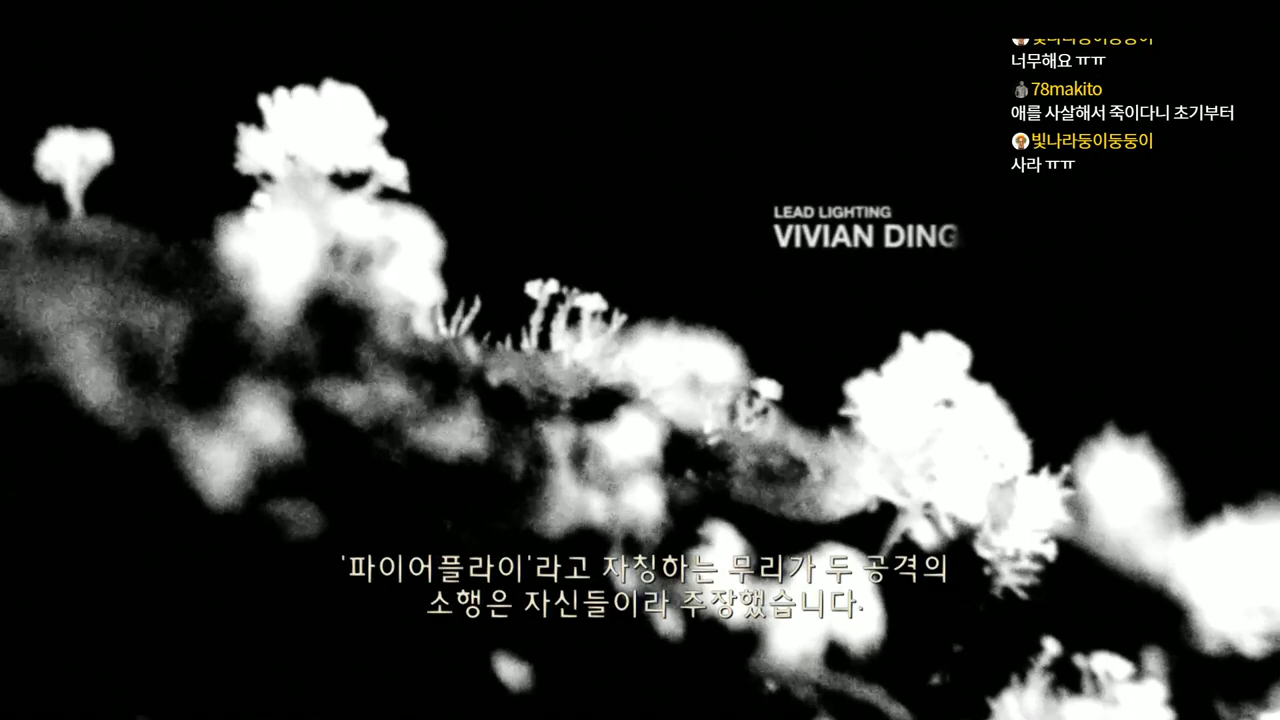 너무해요 ㅠㅠ
78makito
애를 사살해서 죽이다니 초기부터
빛나라둥이둥둥이
사라 ㅠㅠ
LEAD LIGHTING
VIVIAN DING
'파이어플라이'라고 자칭하는 무리가 두 공격의
소행은 자신들이라 주장했습니다.